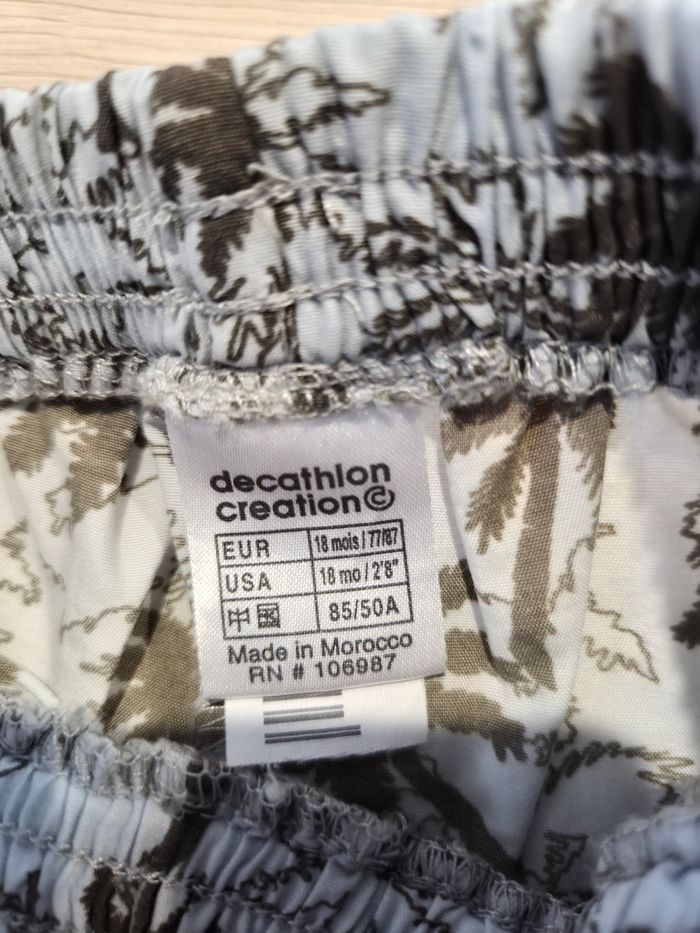 decathlon
creation©
EUR 18 mois / 77/87
USA 18 mo / 2'8"
中国 85/50A
Made in Morocco
RN # 106987